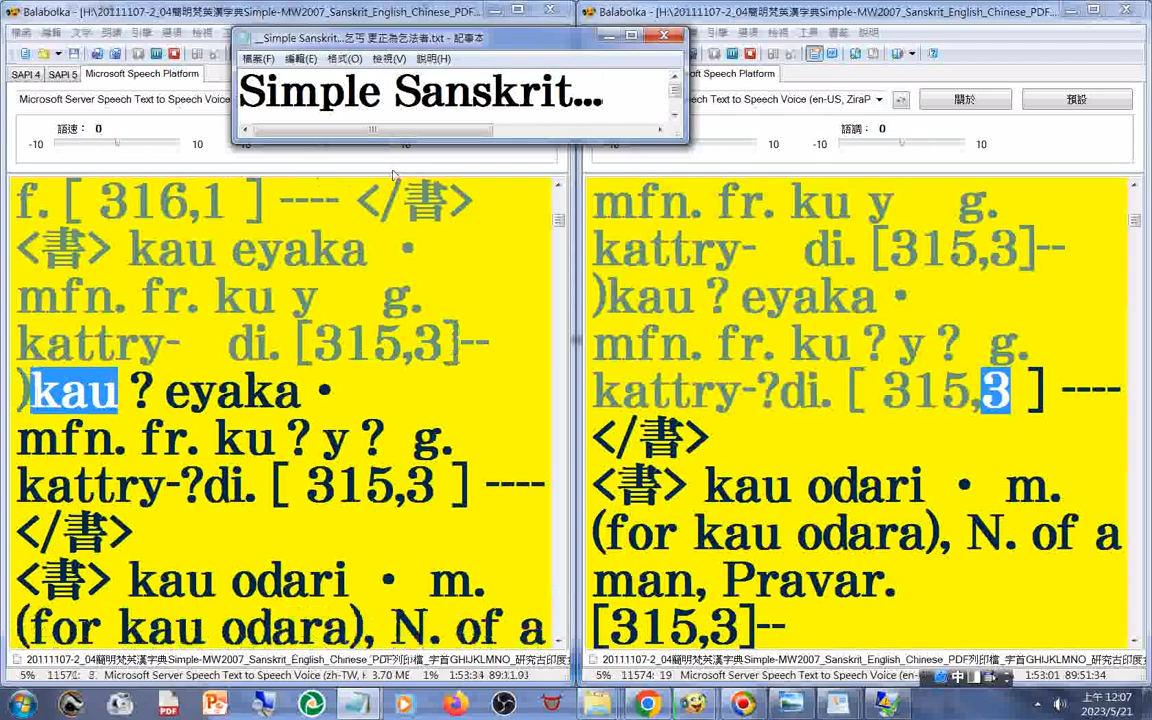 Balabolka - [H:\20111107-2_04簡明梵英漢字典Simple-MW2007_Sanskrit_English_Chinese_PDF...
Balabolka - [H:\20111107-2_04簡明梵英漢字典Simple-MW2007_Sanskrit_English_Chinese_PDF...
__Simple Sanskrit...乞丐 更正為乞法者.txt - 記事本
檔案(F) 編輯(E) 格式(O) 檢視(V) 說明(H)
Simple Sanskrit...
SAPI 4 SAPI 5 Microsoft Speech Platform
Microsoft Server Speech Text to Speech Voice
語速： 0
-10 10
Speech Platform
ech Text to Speech Voice (en-US, ZiraP
關於 預設
語調： 0
-10 10
f. [ 316,1 ] ---- </書>
<書> kau eyaka •
mfn. fr. ku y g.
kattry- di. [315,3]--
)kau ? eyaka •
mfn. fr. ku ? y ? g.
kattry-?di. [ 315,3 ] ----
</書>
<書> kau odari • m.
(for kau odara), N. of a
mfn. fr. ku y g.
kattry- di. [315,3]--
)kau ? eyaka •
mfn. fr. ku ? y ? g.
kattry-?di. [ 315,3 ] ----
</書>
<書> kau odari • m.
(for kau odara), N. of a
man, Pravar.
[315,3]--
20111107-2_04簡明梵英漢字典Simple-MW2007_Sanskrit_English_Chinese_PDF列印檔_字首GHIJKLMNO_研究古印度
20111107-2_04簡明梵英漢字典Simple-MW2007_Sanskrit_English_Chinese_PDF列印檔_字首GHIJKLMNO_研究古印度
5% Microsoft Server Speech Text to Speech Voice (zh-TW, 3.70 MB 1% 1:53:34
5% 11574: 19 Microsoft Server Speech Text to Speech Voice 1:53:01 89:51:34
中
上午 12:07
2023/5/21